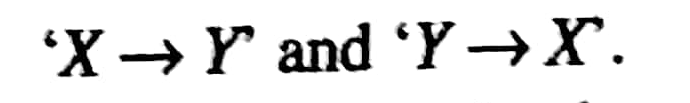 ‘X → Y’ and ‘Y → X’.